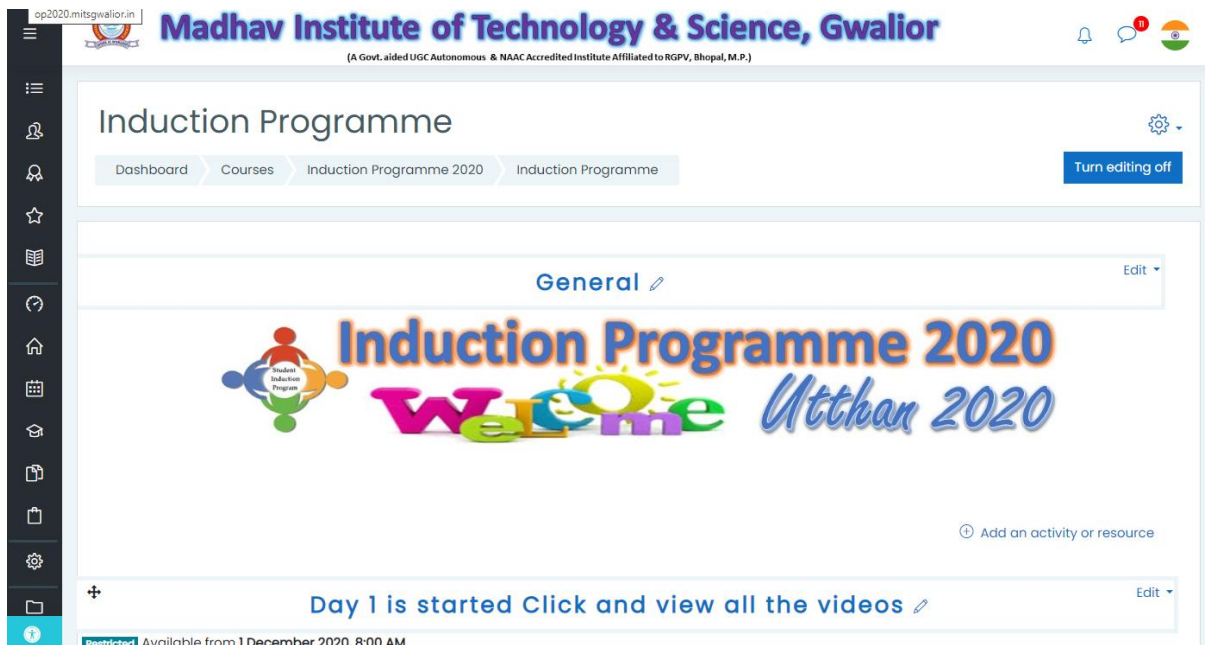 op2020.mitsgwalior.in
Madhav Institute of Technology & Science, Gwalior
(A Govt. aided UGC Autonomous & NAAC Accredited Institute Affiliated to RGPV, Bhopal, M.P.)
11
Induction Programme
Dashboard Courses Induction Programme 2020 Induction Programme
Turn editing off
General
Edit
Induction Programme 2020
Student
Induction
Program
Welcome
Utthan 2020
Add an activity or resource
Day 1 is started Click and view all the videos
Edit
Restricted Available from 1 December 2020, 8:00 AM